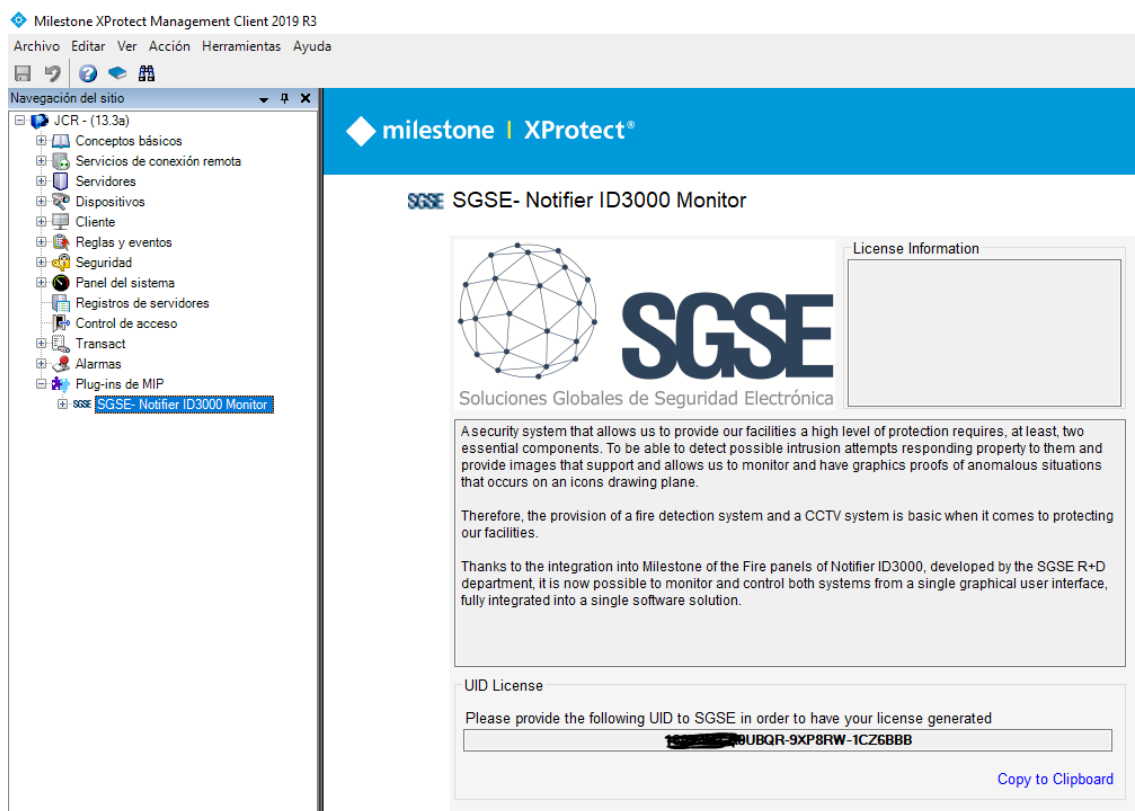 Milestone XProtect Management Client 2019 R3
Archivo Editar Ver Acción Herramientas Ayuda
Navegación del sitio
JCR - (13.3a)
Conceptos básicos
Servicios de conexión remota
Servidores
Dispositivos
Cliente
Reglas y eventos
Seguridad
Panel del sistema
Registros de servidores
Control de acceso
Transact
Alarmas
Plug-ins de MIP
SGSE SGSE- Notifier ID3000 Monitor
milestone | XProtect®
SGSE SGSE- Notifier ID3000 Monitor
SGSE
Soluciones Globales de Seguridad Electrónica
License Information
A security system that allows us to provide our facilities a high level of protection requires, at least, two
essential components. To be able to detect possible intrusion attempts responding property to them and
provide images that support and allows us to monitor and have graphics proofs of anomalous situations
that occurs on an icons drawing plane.
Therefore, the provision of a fire detection system and a CCTV system is basic when it comes to protecting
our facilities.
Thanks to the integration into Milestone of the Fire panels of Notifier ID3000, developed by the SGSE R+D
department, it is now possible to monitor and control both systems from a single graphical user interface,
fully integrated into a single software solution.
UID License
Please provide the following UID to SGSE in order to have your license generated
UBQR-9XP8RW-1CZ6BBB
Copy to Clipboard